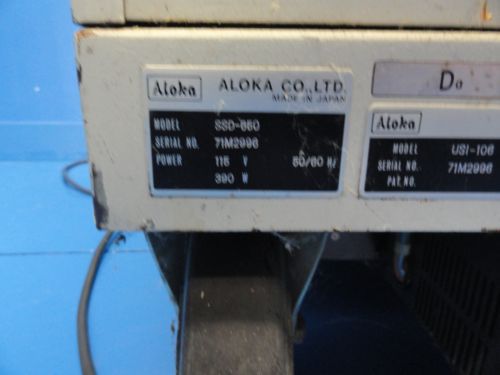 Aloka ALOKA CO., LTD.
MADE IN JAPAN
MODEL SSD-650
SERIAL NO. 71M2996
POWER 115 V 50/60 Hz
390 W
Do
Aloka
MODEL USI-106
SERIAL NO. 71M2996
PAT. NO.